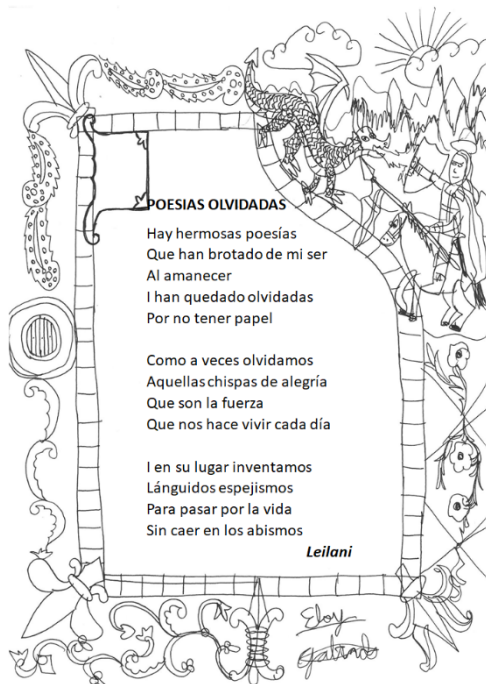 POESIAS OLVIDADAS
Hay hermosas poesías
Que han brotado de mi ser
Al amanecer
I han quedado olvidadas
Por no tener papel
Como a veces olvidamos
Aquellas chispas de alegría
Que son la fuerza
Que nos hace vivir cada día
I en su lugar inventamos
Lánguidos espejismos
Para pasar por la vida
Sin caer en los abismos
Leilani
Eloy